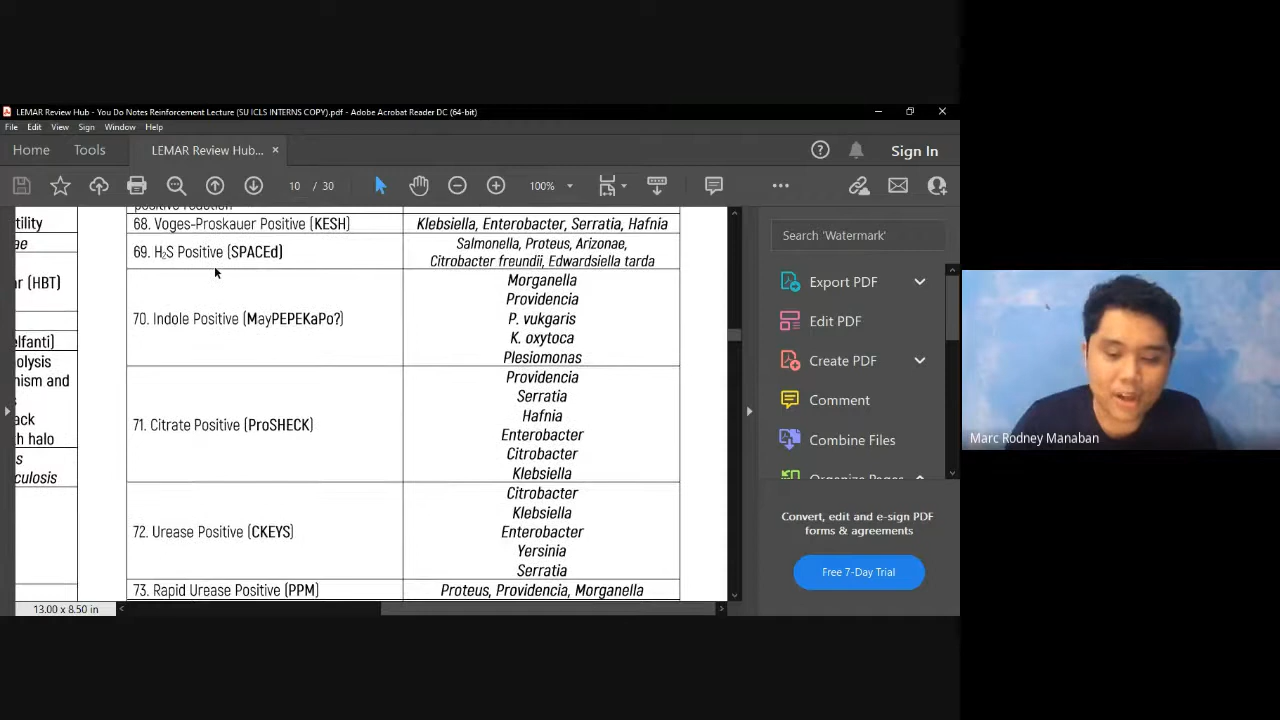 LEMAR Review Hub - You Do Notes Reinforcement Lecture (SU ICLS INTERNS COPY).pdf - Adobe Acrobat Reader DC (64-bit)
File Edit View Sign Window Help
Home Tools LEMAR Review Hub... × Sign In
10 / 30 100%
positive reaction
tility
ae
ar (HBT)
elfanti)
olysis
nism and
s
ack
h halo
s
culosis
68. Voges-Proskauer Positive (KESH) Klebsiella, Enterobacter, Serratia, Hafnia
69. H₂S Positive (SPACEd) Salmonella, Proteus, Arizonae,
Citrobacter freundii, Edwardsiella tarda
70. Indole Positive (MayPEPEKaPo?) Morganella
Providencia
P. vukgaris
K. oxytoca
Plesiomonas
71. Citrate Positive (ProSHECK) Providencia
Serratia
Hafnia
Enterobacter
Citrobacter
Klebsiella
72. Urease Positive (CKEYS) Citrobacter
Klebsiella
Enterobacter
Yersinia
Serratia
73. Rapid Urease Positive (PPM) Proteus, Providencia, Morganella
13.00 x 8.50 in
Search 'Watermark'
Export PDF
Edit PDF
Create PDF
Comment
Combine Files
Organize Pages
Convert, edit and e-sign PDF
forms & agreements
Free 7-Day Trial
Marc Rodney Manaban